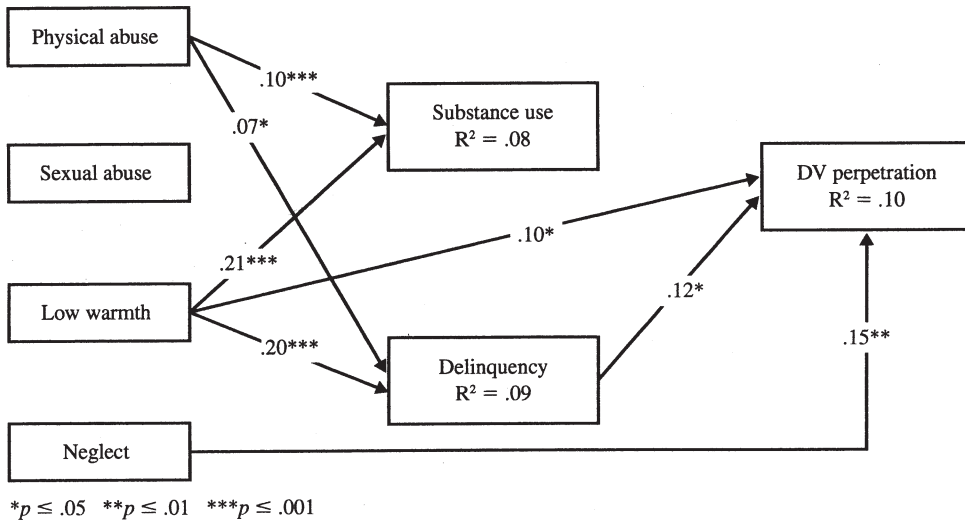 Physical abuse
.10***
Substance use
R² = .08
.07*
Sexual abuse
DV perpetration
R² = .10
.10*
.21***
Low warmth
.12*
.20***
.15**
Delinquency
R² = .09
Neglect
*p ≤ .05 **p ≤ .01 ***p ≤ .001